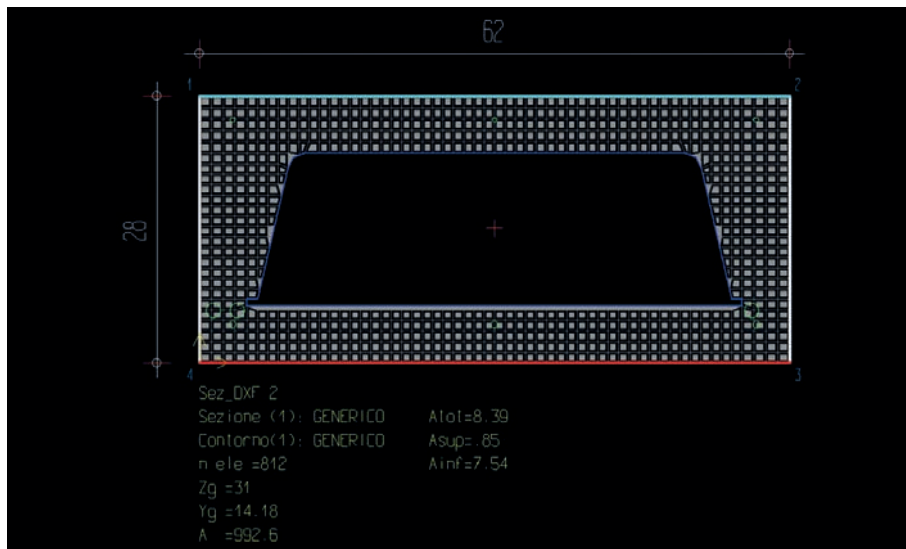 62
1 2
28
4 3
Sez_DXF 2
Sezione (1): GENERICO Atot=8.39
Contorno(1): GENERICO Asup=.85
n ele =812 Ainf=7.54
Zg =31
Yg =14.18
A =992.6